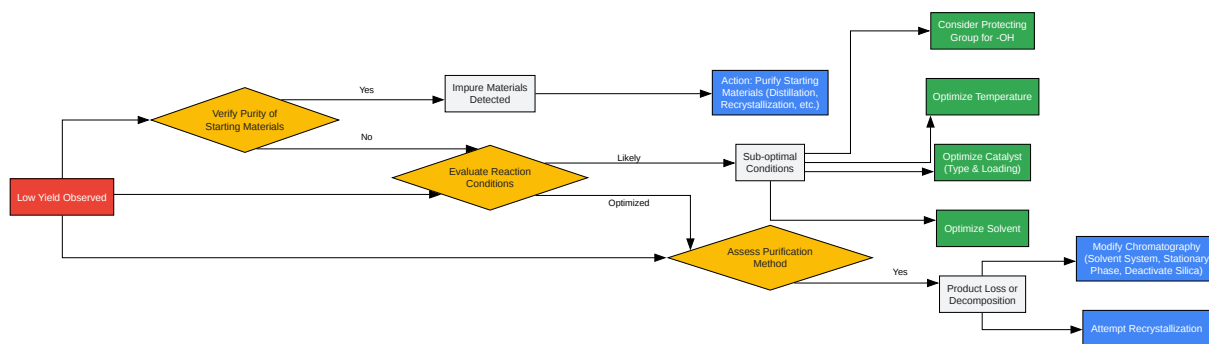 Consider Protecting
Group for -OH
Yes
Impure Materials
Detected
Action: Purify Starting
Materials (Distillation,
Recrystallization, etc.)
Optimize Temperature
Verify Purity of
Starting Materials
No
Likely
Sub-optimal
Conditions
Optimize Catalyst
(Type & Loading)
Evaluate Reaction
Conditions
Low Yield Observed
Optimized
Optimize Solvent
Assess Purification
Method
Yes
Product Loss or
Decomposition
Modify Chromatography
(Solvent System, Stationary
Phase, Deactivate Silica)
Attempt Recrystallization